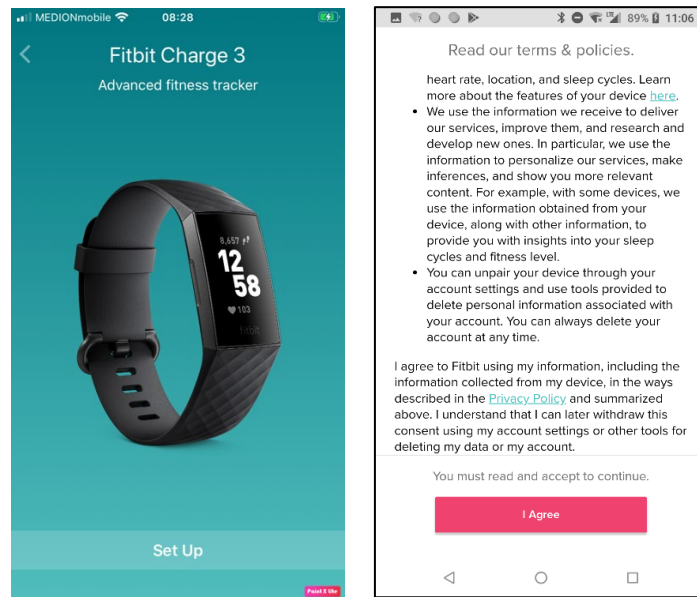 MEDIONmobile
08:28
Fitbit Charge 3
Advanced fitness tracker
8,657
12
58
103
fitbit
Set Up
Point X lite
89% 11:06
Read our terms & policies.
heart rate, location, and sleep cycles. Learn
more about the features of your device here.
• We use the information we receive to deliver
our services, improve them, and research and
develop new ones. In particular, we use the
information to personalize our services, make
inferences, and show you more relevant
content. For example, with some devices, we
use the information obtained from your
device, along with other information, to
provide you with insights into your sleep
cycles and fitness level.
• You can unpair your device through your
account settings and use tools provided to
delete personal information associated with
your account. You can always delete your
account at any time.
I agree to Fitbit using my information, including the
information collected from my device, in the ways
described in the Privacy Policy and summarized
above. I understand that I can later withdraw this
consent using my account settings or other tools for
deleting my data or my account.
You must read and accept to continue.
I Agree